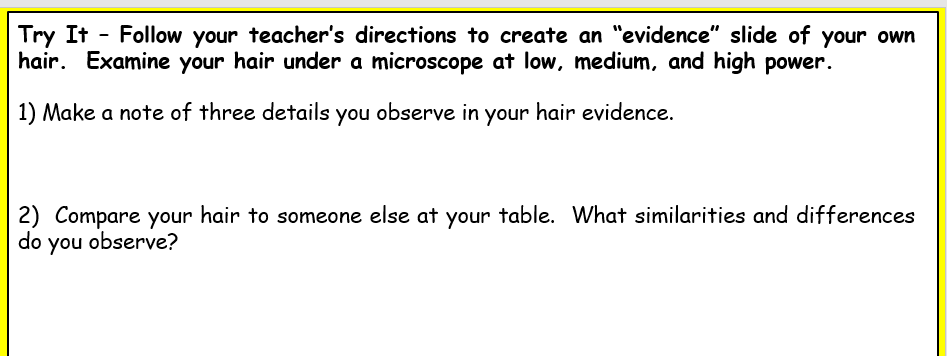 Try It – Follow your teacher's directions to create an “evidence” slide of your own
hair.  Examine your hair under a microscope at low, medium, and high power.
1) Make a note of three details you observe in your hair evidence.
2)  Compare your hair to someone else at your table.  What similarities and differences
do you observe?